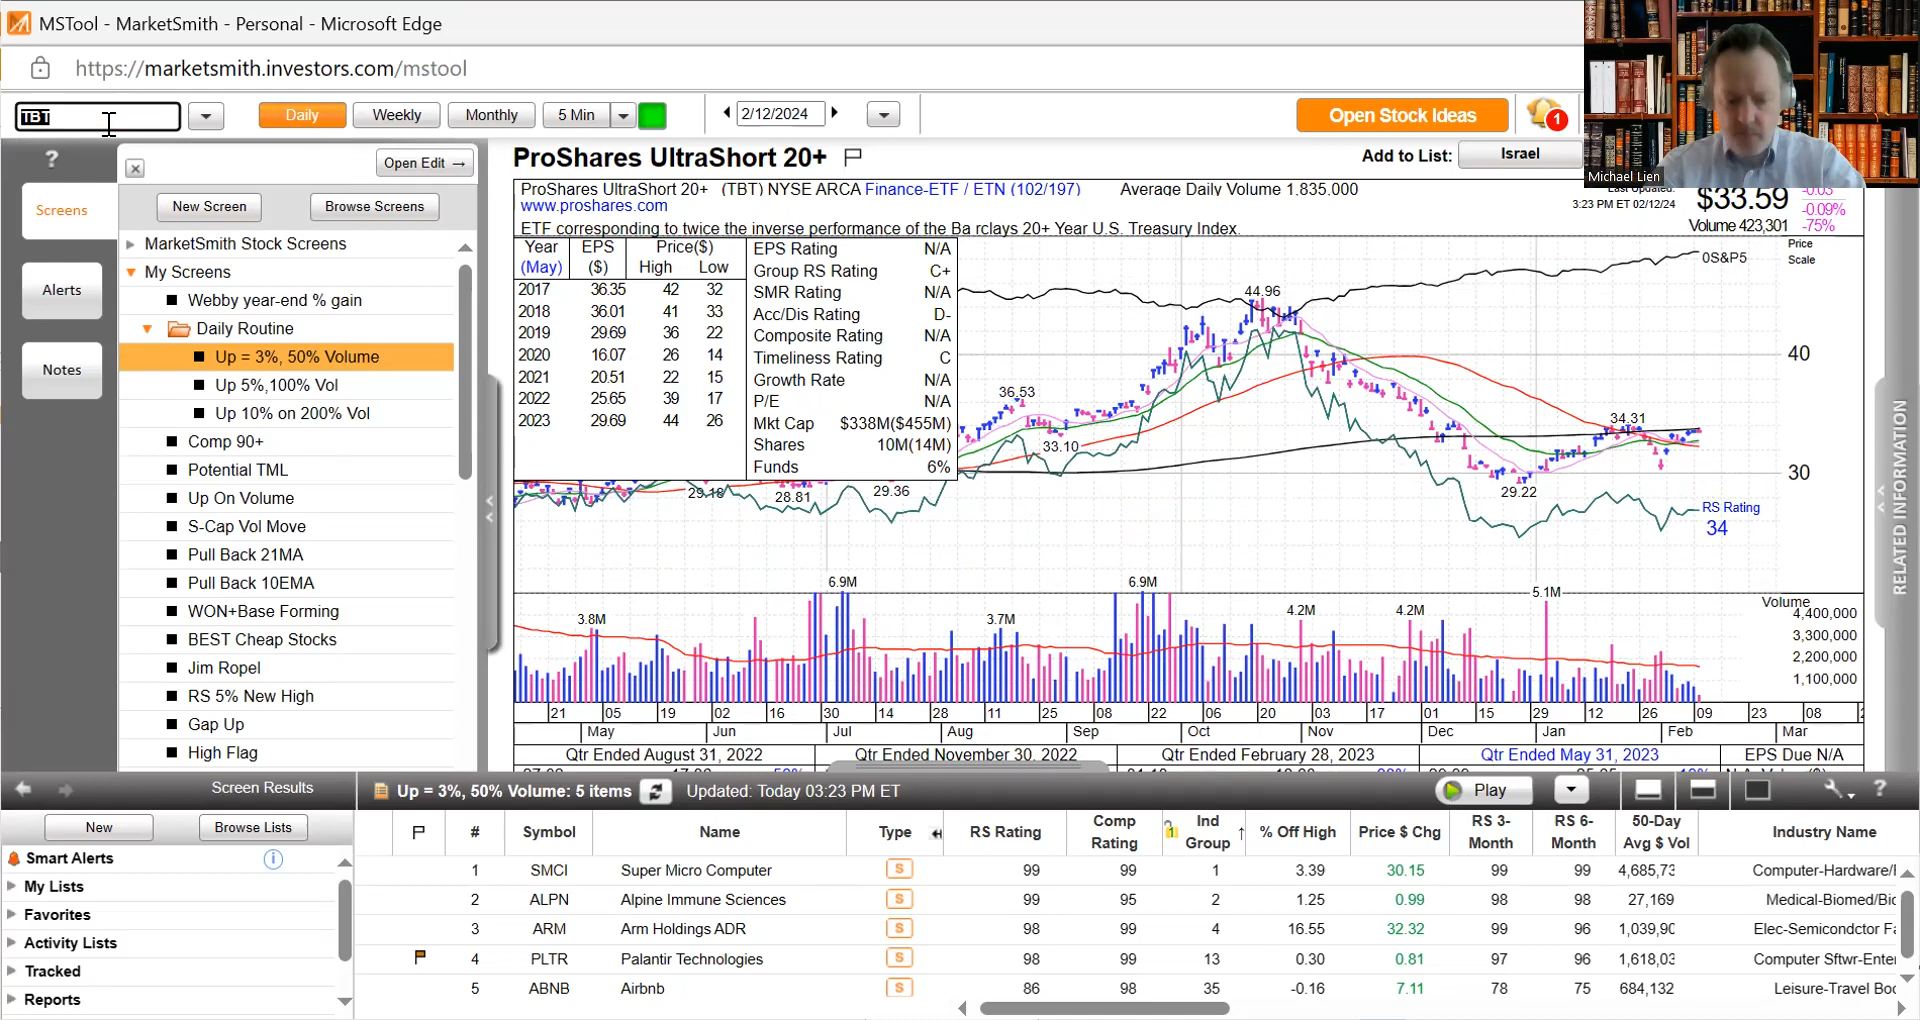 MSTool - MarketSmith - Personal - Microsoft Edge
https://marketsmith.investors.com/mstool
TBT
Daily
Weekly
Monthly
5 Min
2/12/2024
Open Stock Ideas
1
Michael Lien
?
Open Edit →
ProShares UltraShort 20+
Add to List:
Israel
Screens
Alerts
Notes
New Screen
Browse Screens
MarketSmith Stock Screens
My Screens
Webby year-end % gain
Daily Routine
Up = 3%, 50% Volume
Up 5%,100% Vol
Up 10% on 200% Vol
Comp 90+
Potential TML
Up On Volume
S-Cap Vol Move
Pull Back 21MA
Pull Back 10EMA
WON+Base Forming
BEST Cheap Stocks
Jim Ropel
RS 5% New High
Gap Up
High Flag
ProShares UltraShort 20+ (TBT) NYSE ARCA Finance-ETF / ETN (102/197) Average Daily Volume 1,835,000
www.proshares.com
ETF corresponding to twice the inverse performance of the Ba rclays 20+ Year U.S. Treasury Index.
3:23 PM ET 02/12/24
$33.59
-0.03
-0.09%
Volume 423,301 -75%
Year (May) EPS ($) Price($) High Low
2017 36.35 42 32
2018 36.01 41 33
2019 29.69 36 22
2020 16.07 26 14
2021 20.51 22 15
2022 25.65 39 17
2023 29.69 44 26
EPS Rating N/A
Group RS Rating C+
SMR Rating N/A
Acc/Dis Rating D-
Composite Rating N/A
Timeliness Rating C
Growth Rate N/A
P/E N/A
Mkt Cap $338M($455M)
Shares 10M(14M)
Funds 6%
Price Scale
0S&P5
44.96
40
36.53
34.31
33.10
30
29.18
28.81
29.36
29.22
RS Rating
34
6.9M
6.9M
5.1M
3.8M
3.7M
4.2M
4.2M
Volume
4,400,000
3,300,000
2,200,000
1,100,000
21 05 19 02 16 30 14 28 11 25 08 22 06 20 03 17 01 15 29 12 26 09 23 08
May Jun Jul Aug Sep Oct Nov Dec Jan Feb Mar
Qtr Ended August 31, 2022
Qtr Ended November 30, 2022
Qtr Ended February 28, 2023
Qtr Ended May 31, 2023
EPS Due N/A
RELATED INFORMATION
Screen Results
Up = 3%, 50% Volume: 5 items
Updated: Today 03:23 PM ET
Play
?
New
Browse Lists
Smart Alerts
My Lists
Favorites
Activity Lists
Tracked
Reports
# Symbol Name Type RS Rating Comp Rating Ind Group % Off High Price $ Chg RS 3-Month RS 6-Month 50-Day Avg $ Vol Industry Name
1 SMCI Super Micro Computer S 99 99 1 3.39 30.15 99 99 4,685,73 Computer-Hardware/
2 ALPN Alpine Immune Sciences S 99 95 2 1.25 0.99 98 98 27,169 Medical-Biomed/Bio
3 ARM Arm Holdings ADR S 98 99 4 16.55 32.32 99 96 1,039,90 Elec-Semicondctor Fa
4 PLTR Palantir Technologies S 98 99 13 0.30 0.81 97 96 1,618,03 Computer Sftwr-Enter
5 ABNB Airbnb S 86 98 35 -0.16 7.11 78 75 684,132 Leisure-Travel Boo